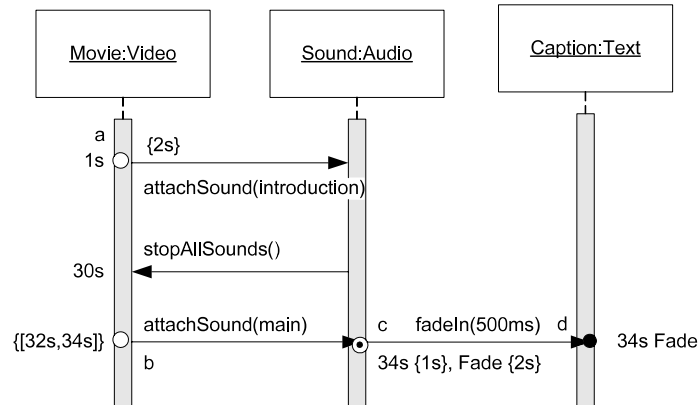 Movie:Video
Sound:Audio
Caption:Text
a
1s
{2s}
attachSound(introduction)
stopAllSounds()
30s
{[32s,34s]}
attachSound(main)
b
c
fadeIn(500ms)
d
34s {1s}, Fade {2s}
34s Fade